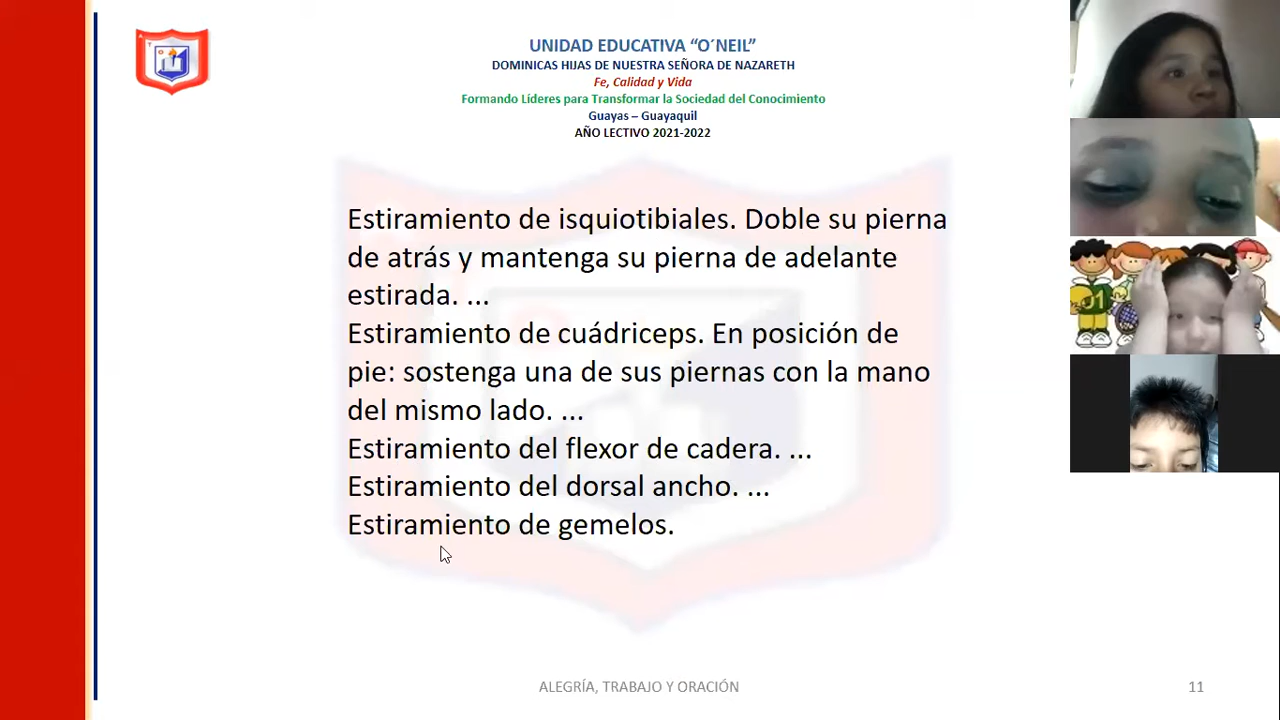 UNIDAD EDUCATIVA “O´NEIL”
DOMINICAS HIJAS DE NUESTRA SEÑORA DE NAZARETH
Fe, Calidad y Vida
Formando Líderes para Transformar la Sociedad del Conocimiento
Guayas – Guayaquil
AÑO LECTIVO 2021-2022
Estiramiento de isquiotibiales. Doble su pierna
de atrás y mantenga su pierna de adelante
estirada. ...
Estiramiento de cuádriceps. En posición de
pie: sostenga una de sus piernas con la mano
del mismo lado. ...
Estiramiento del flexor de cadera. ...
Estiramiento del dorsal ancho. ...
Estiramiento de gemelos.
ALEGRÍA, TRABAJO Y ORACIÓN
11